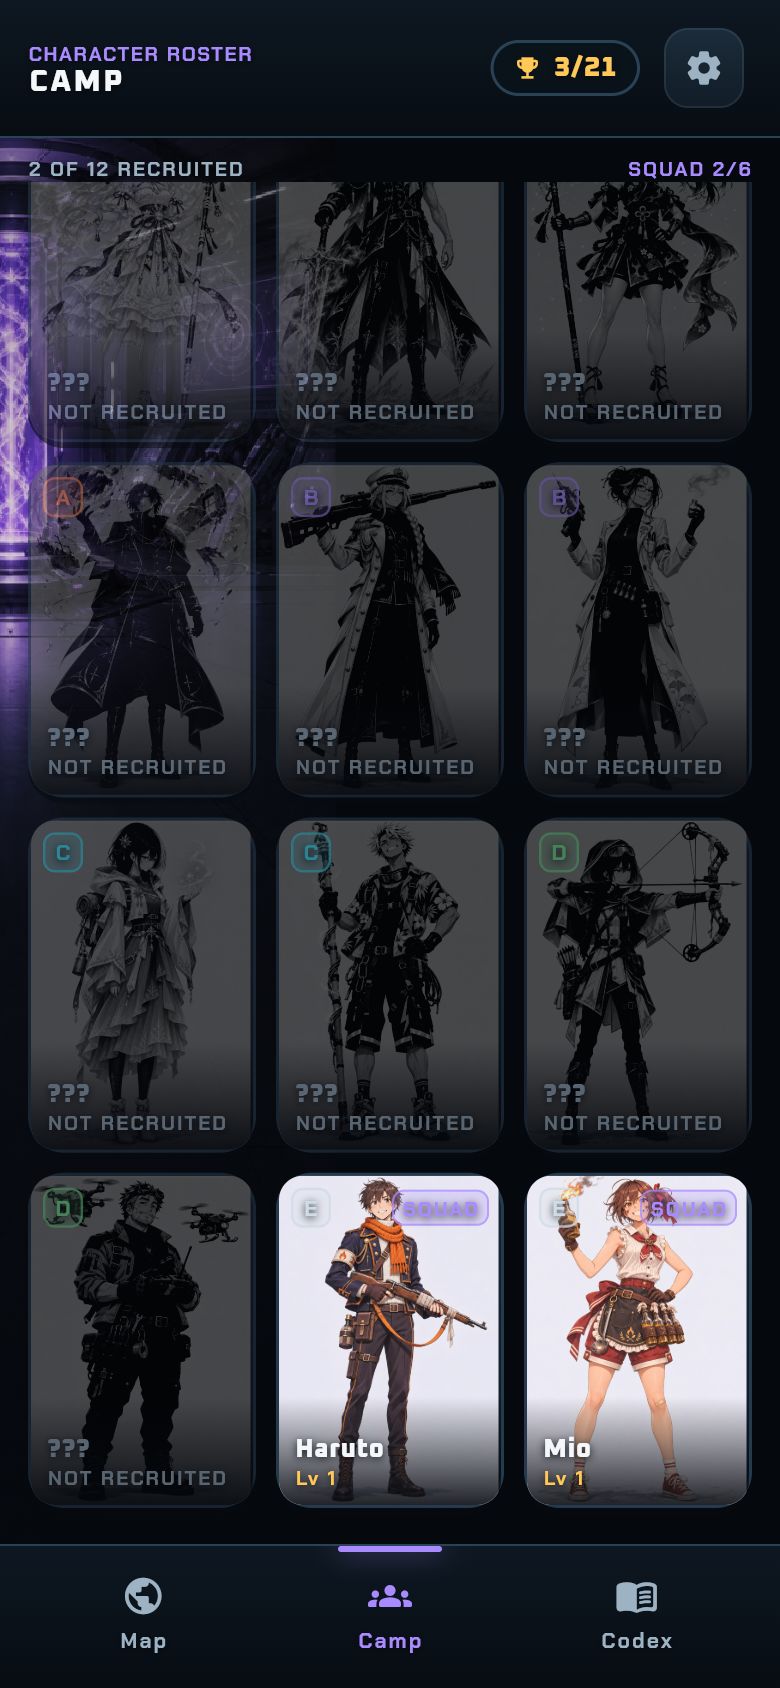 CHARACTER ROSTER
CAMP
3/21
2 OF 12 RECRUITED
SQUAD 2/6
???
NOT RECRUITED
???
NOT RECRUITED
???
NOT RECRUITED
A
???
NOT RECRUITED
B
???
NOT RECRUITED
B
???
NOT RECRUITED
C
???
NOT RECRUITED
C
???
NOT RECRUITED
D
???
NOT RECRUITED
D
???
NOT RECRUITED
E
SQUAD
Haruto
Lv 1
E
SQUAD
Mio
Lv 1
Map
Camp
Codex